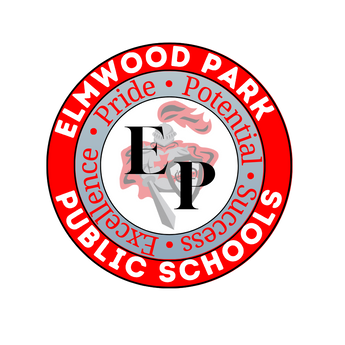 ELMWOOD PARK
Pride • Potential • Success • Excellence •
EP
PUBLIC SCHOOLS